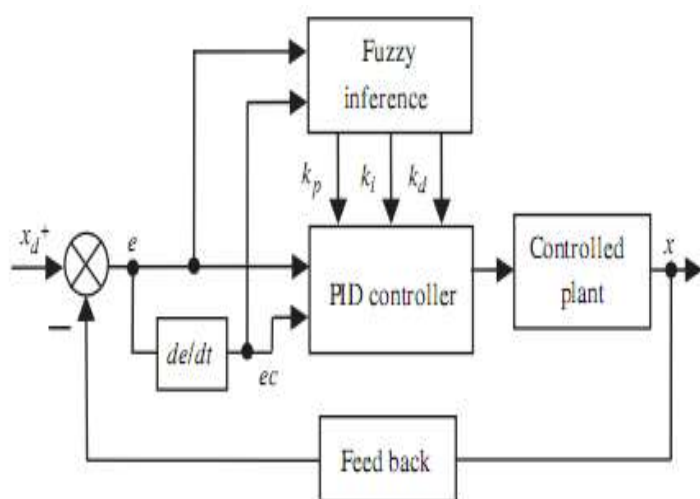 Fuzzy
inference
k_p k_i k_d
x_d + e
PID controller
Controlled
plant
x
−
de/dt
ec
Feed back